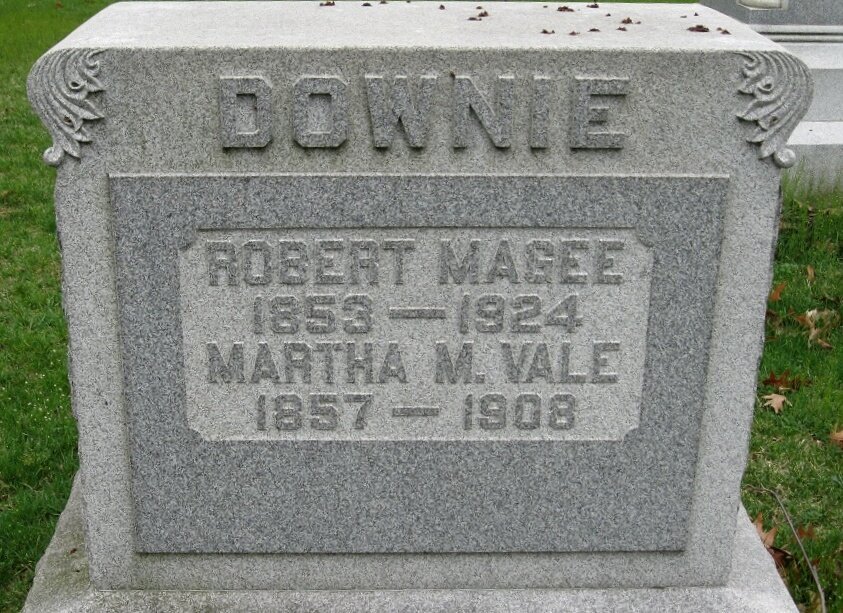 DOWNIE
ROBERT MAGEE
1853 — 1924
MARTHA M. VALE
1857 — 1908